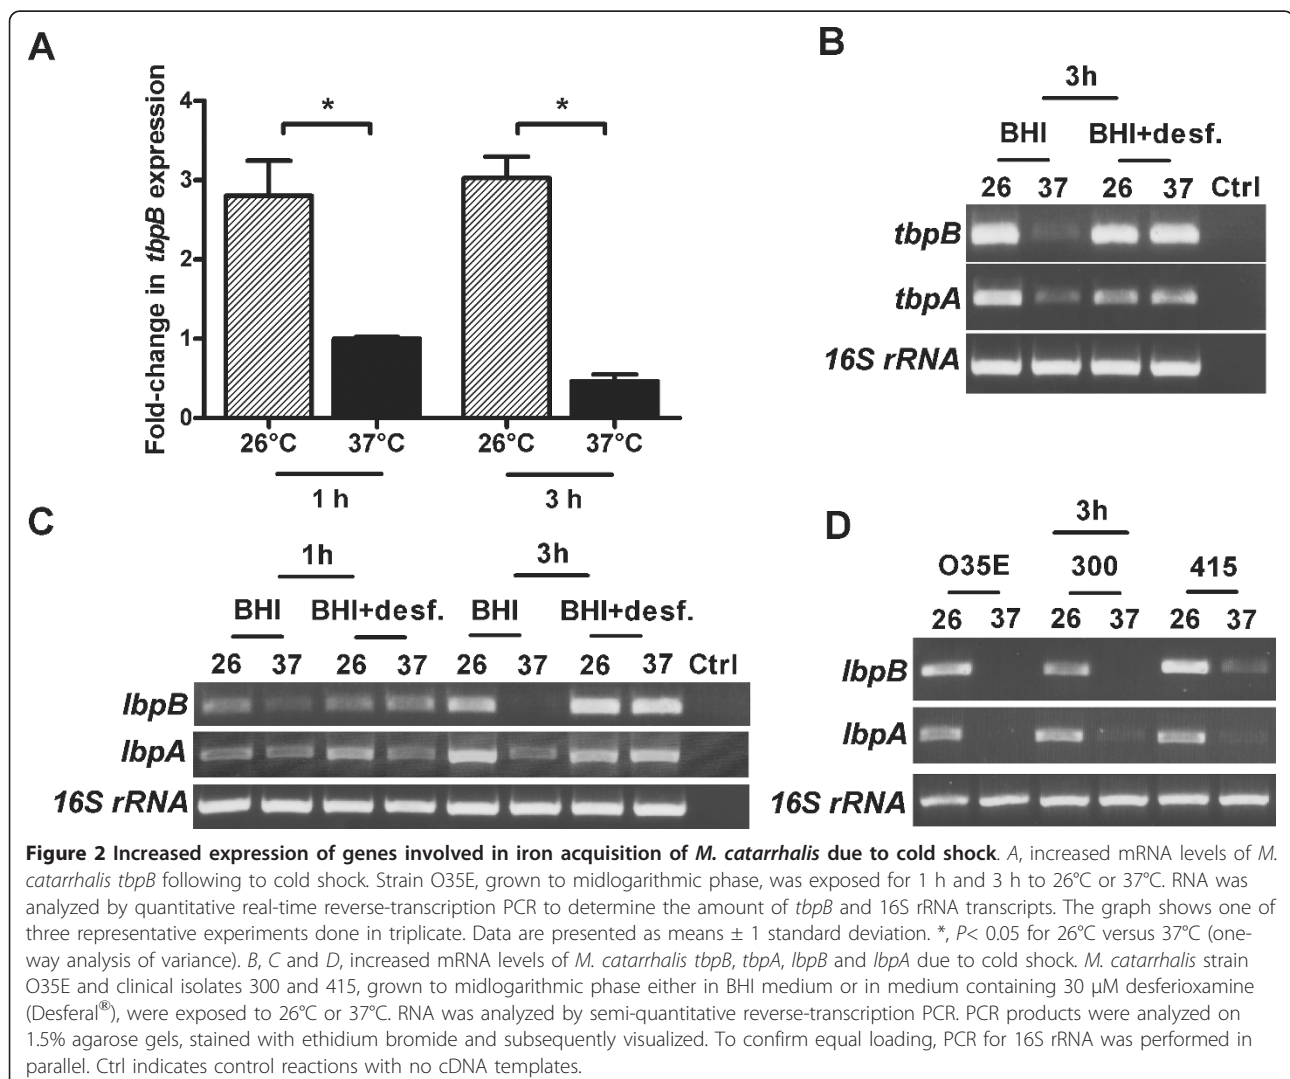 A
Fold-change in tbpB expression
4
3
2
1
0
*
*
26°C 37°C 26°C 37°C
1 h 3 h
B
3h
BHI BHI+desf.
26 37 26 37 Ctrl
tbpB
tbpA
16S rRNA
C
1h 3h
BHI BHI+desf. BHI BHI+desf.
26 37 26 37 26 37 26 37 Ctrl
lbpB
lbpA
16S rRNA
D
3h
O35E 300 415
26 37 26 37 26 37
lbpB
lbpA
16S rRNA
Figure 2 Increased expression of genes involved in iron acquisition of M. catarrhalis due to cold shock. A, increased mRNA levels of M.
catarrhalis tbpB following to cold shock. Strain O35E, grown to midlogarithmic phase, was exposed for 1 h and 3 h to 26°C or 37°C. RNA was
analyzed by quantitative real-time reverse-transcription PCR to determine the amount of tbpB and 16S rRNA transcripts. The graph shows one of
three representative experiments done in triplicate. Data are presented as means ± 1 standard deviation. *, P< 0.05 for 26°C versus 37°C (one-
way analysis of variance). B, C and D, increased mRNA levels of M. catarrhalis tbpB, tbpA, lbpB and lbpA due to cold shock. M. catarrhalis strain
O35E and clinical isolates 300 and 415, grown to midlogarithmic phase either in BHI medium or in medium containing 30 μM desferioxamine
(Desferal®), were exposed to 26°C or 37°C. RNA was analyzed by semi-quantitative reverse-transcription PCR. PCR products were analyzed on
1.5% agarose gels, stained with ethidium bromide and subsequently visualized. To confirm equal loading, PCR for 16S rRNA was performed in
parallel. Ctrl indicates control reactions with no cDNA templates.